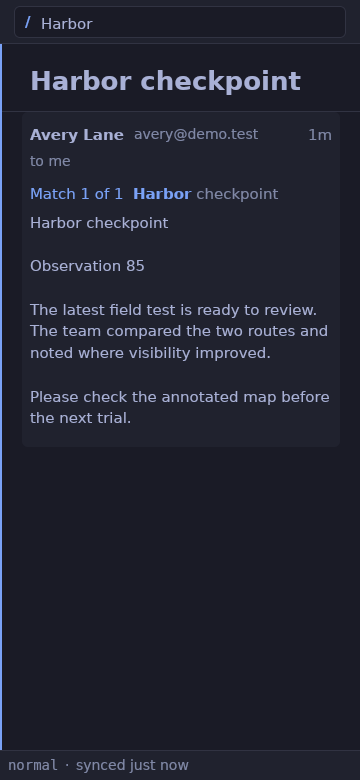 / Harbor
Harbor checkpoint
Avery Lane avery@demo.test 1m
to me
Match 1 of 1 Harbor checkpoint
Harbor checkpoint
Observation 85
The latest field test is ready to review.
The team compared the two routes and
noted where visibility improved.
Please check the annotated map before
the next trial.
normal · synced just now